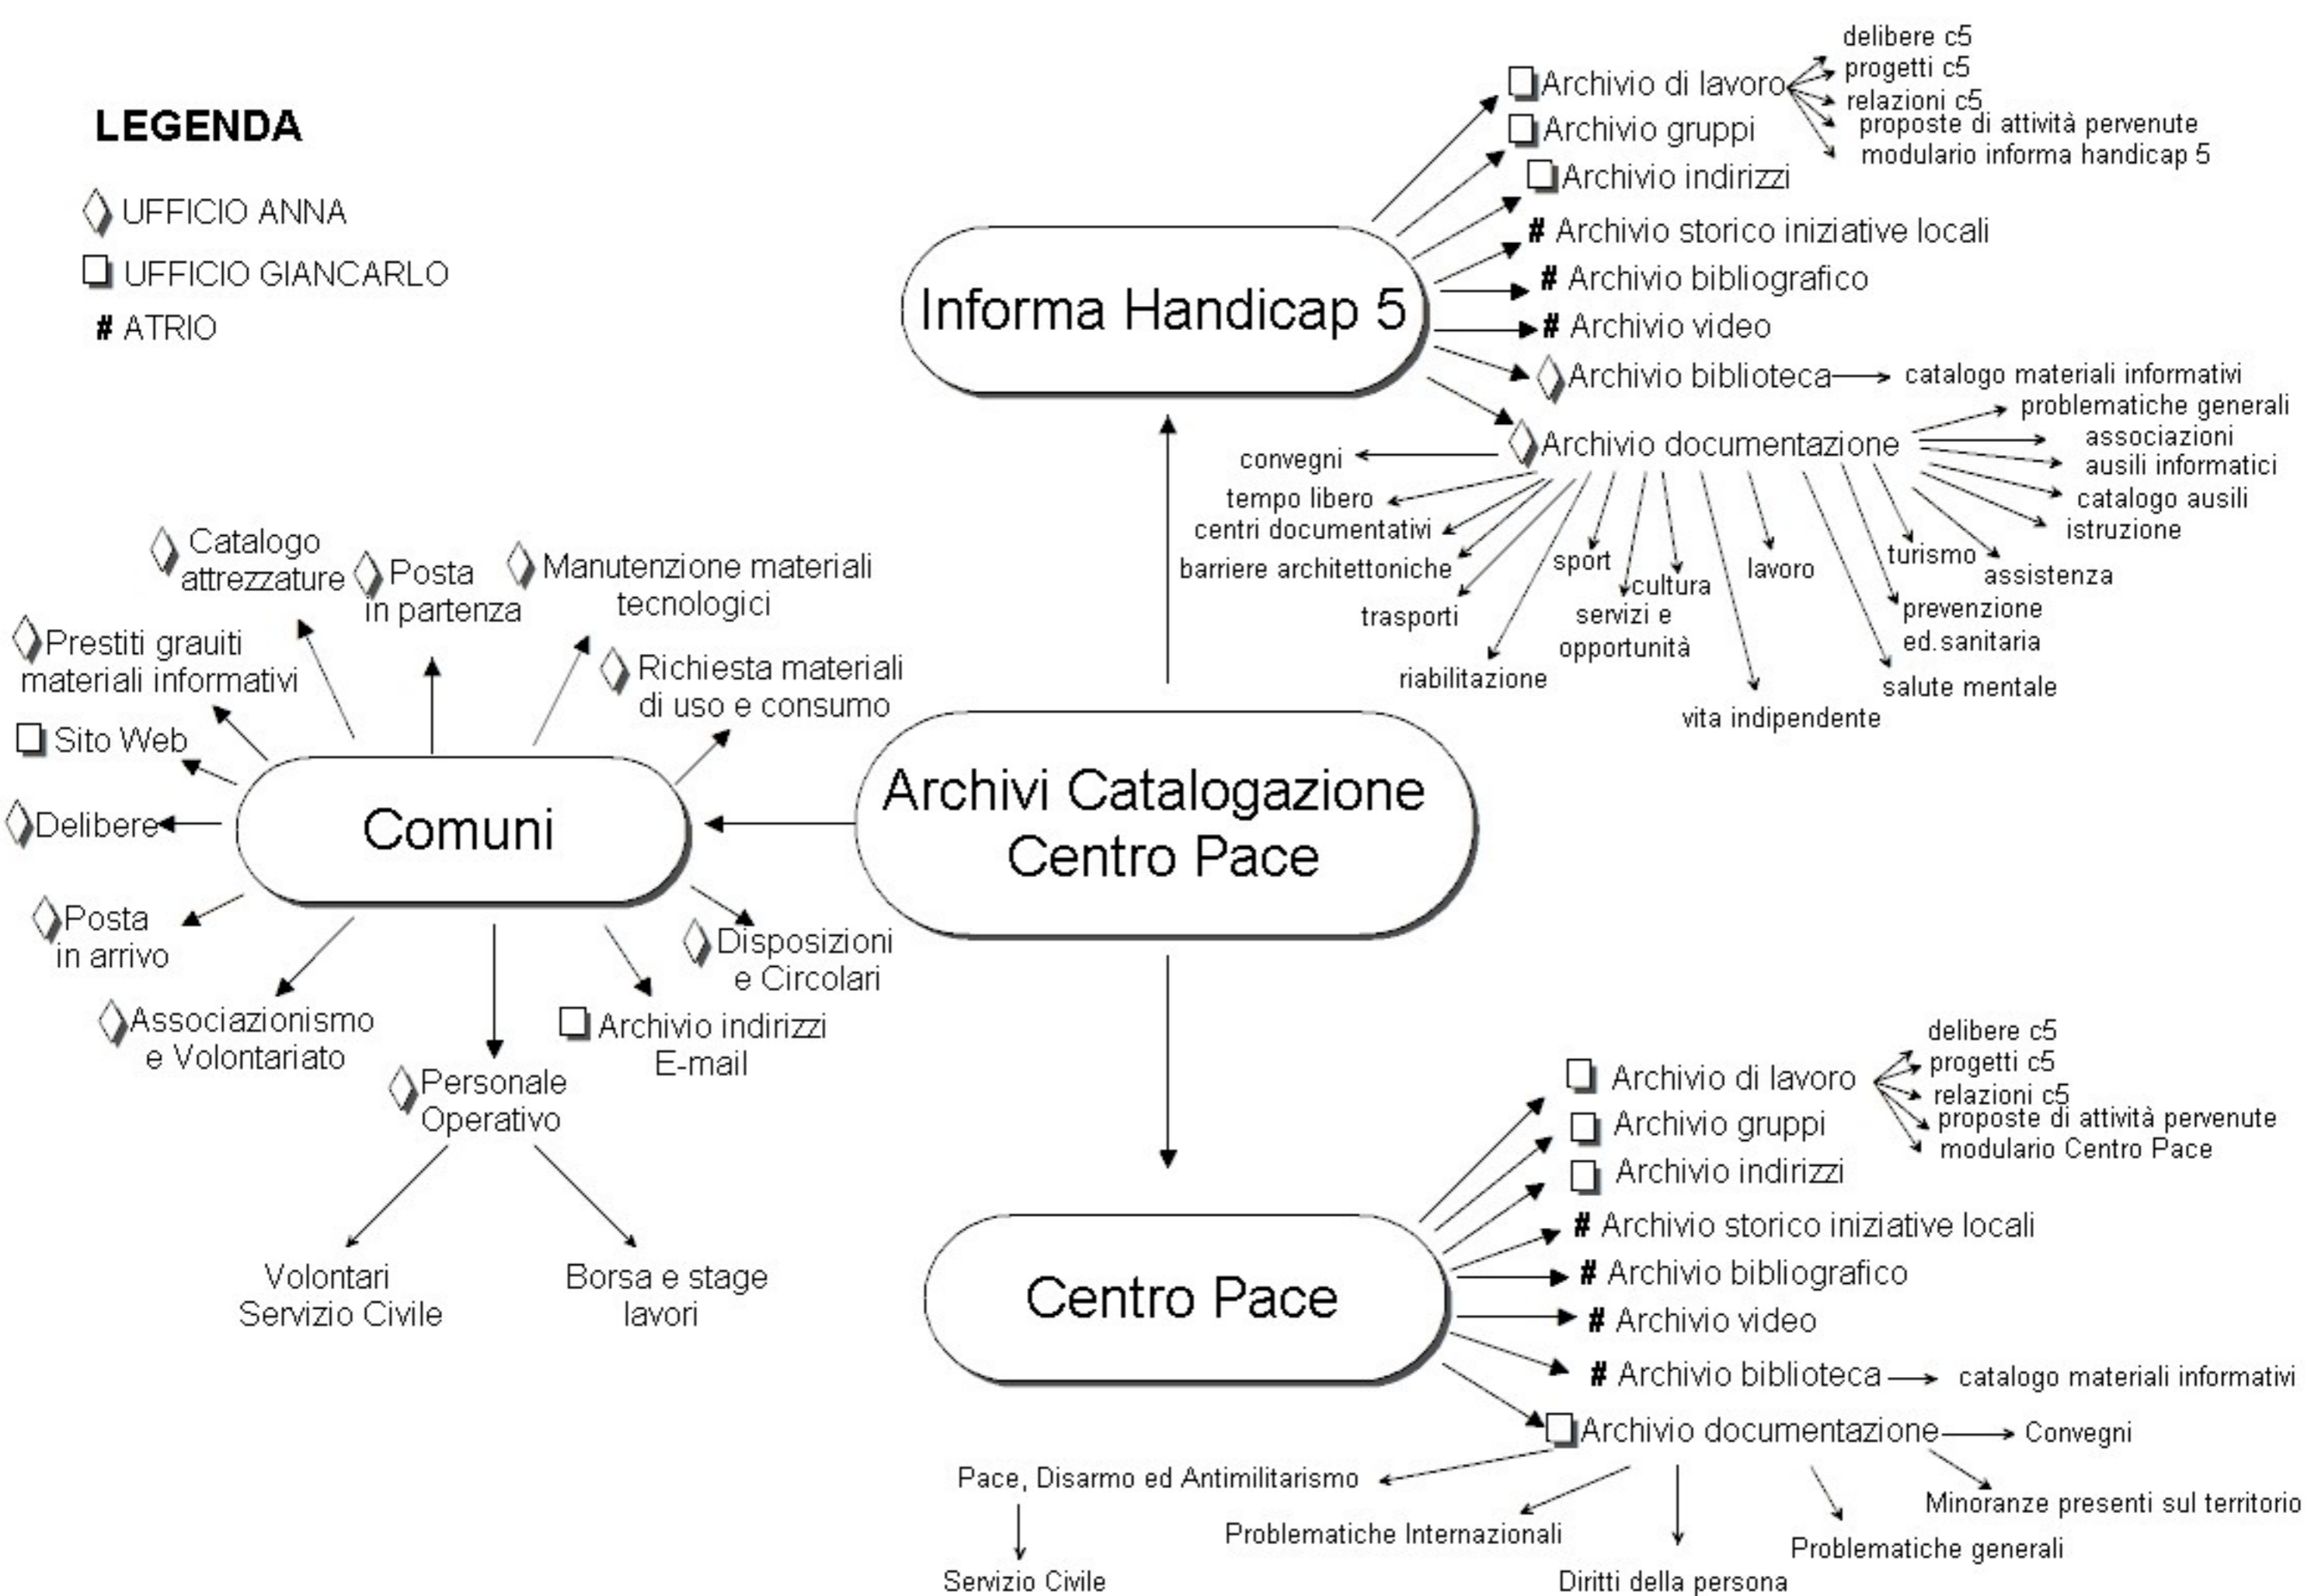 LEGENDA
UFFICIO ANNA
UFFICIO GIANCARLO
# ATRIO
Informa Handicap 5
Archivio di lavoro
delibere c5
progetti c5
relazioni c5
proposte di attività pervenute
modulario informa handicap 5
Archivio gruppi
Archivio indirizzi
# Archivio storico iniziative locali
# Archivio bibliografico
# Archivio video
Archivio biblioteca
catalogo materiali informativi
Archivio documentazione
problematiche generali
associazioni
ausili informatici
catalogo ausili
istruzione
convegni
tempo libero
centri documentativi
barriere architettoniche
trasporti
riabilitazione
sport
cultura
servizi e
opportunità
lavoro
vita indipendente
turismo
assistenza
prevenzione
ed.sanitaria
salute mentale
Archivi Catalogazione
Centro Pace
Comuni
Catalogo
attrezzature
Posta
in partenza
Manutenzione materiali
tecnologici
Richiesta materiali
di uso e consumo
Prestiti grauiti
materiali informativi
Sito Web
Delibere
Posta
in arrivo
Associazionismo
e Volontariato
Personale
Operativo
Volontari
Servizio Civile
Borsa e stage
lavori
Archivio indirizzi
E-mail
Disposizioni
e Circolari
Centro Pace
Archivio di lavoro
delibere c5
progetti c5
relazioni c5
proposte di attività pervenute
modulario Centro Pace
Archivio gruppi
Archivio indirizzi
# Archivio storico iniziative locali
# Archivio bibliografico
# Archivio video
# Archivio biblioteca
catalogo materiali informativi
Archivio documentazione
Convegni
Pace, Disarmo ed Antimilitarismo
Servizio Civile
Problematiche Internazionali
Diritti della persona
Problematiche generali
Minoranze presenti sul territorio